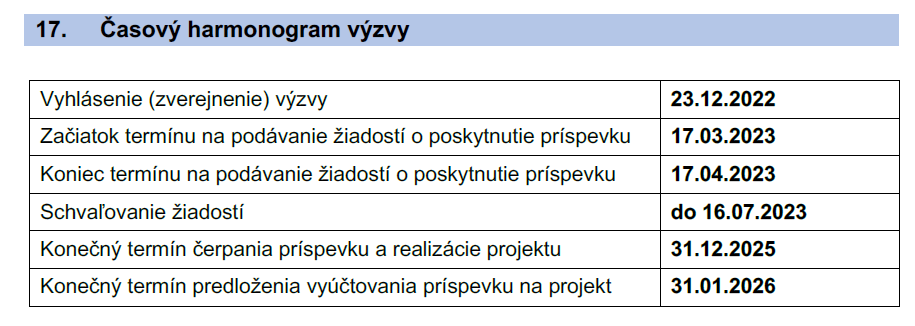 17. Časový harmonogram výzvy
Vyhlásenie (zverejnenie) výzvy 23.12.2022
Začiatok termínu na podávanie žiadostí o poskytnutie príspevku 17.03.2023
Koniec termínu na podávanie žiadostí o poskytnutie príspevku 17.04.2023
Schvaľovanie žiadostí do 16.07.2023
Konečný termín čerpania príspevku a realizácie projektu 31.12.2025
Konečný termín predloženia vyúčtovania príspevku na projekt 31.01.2026